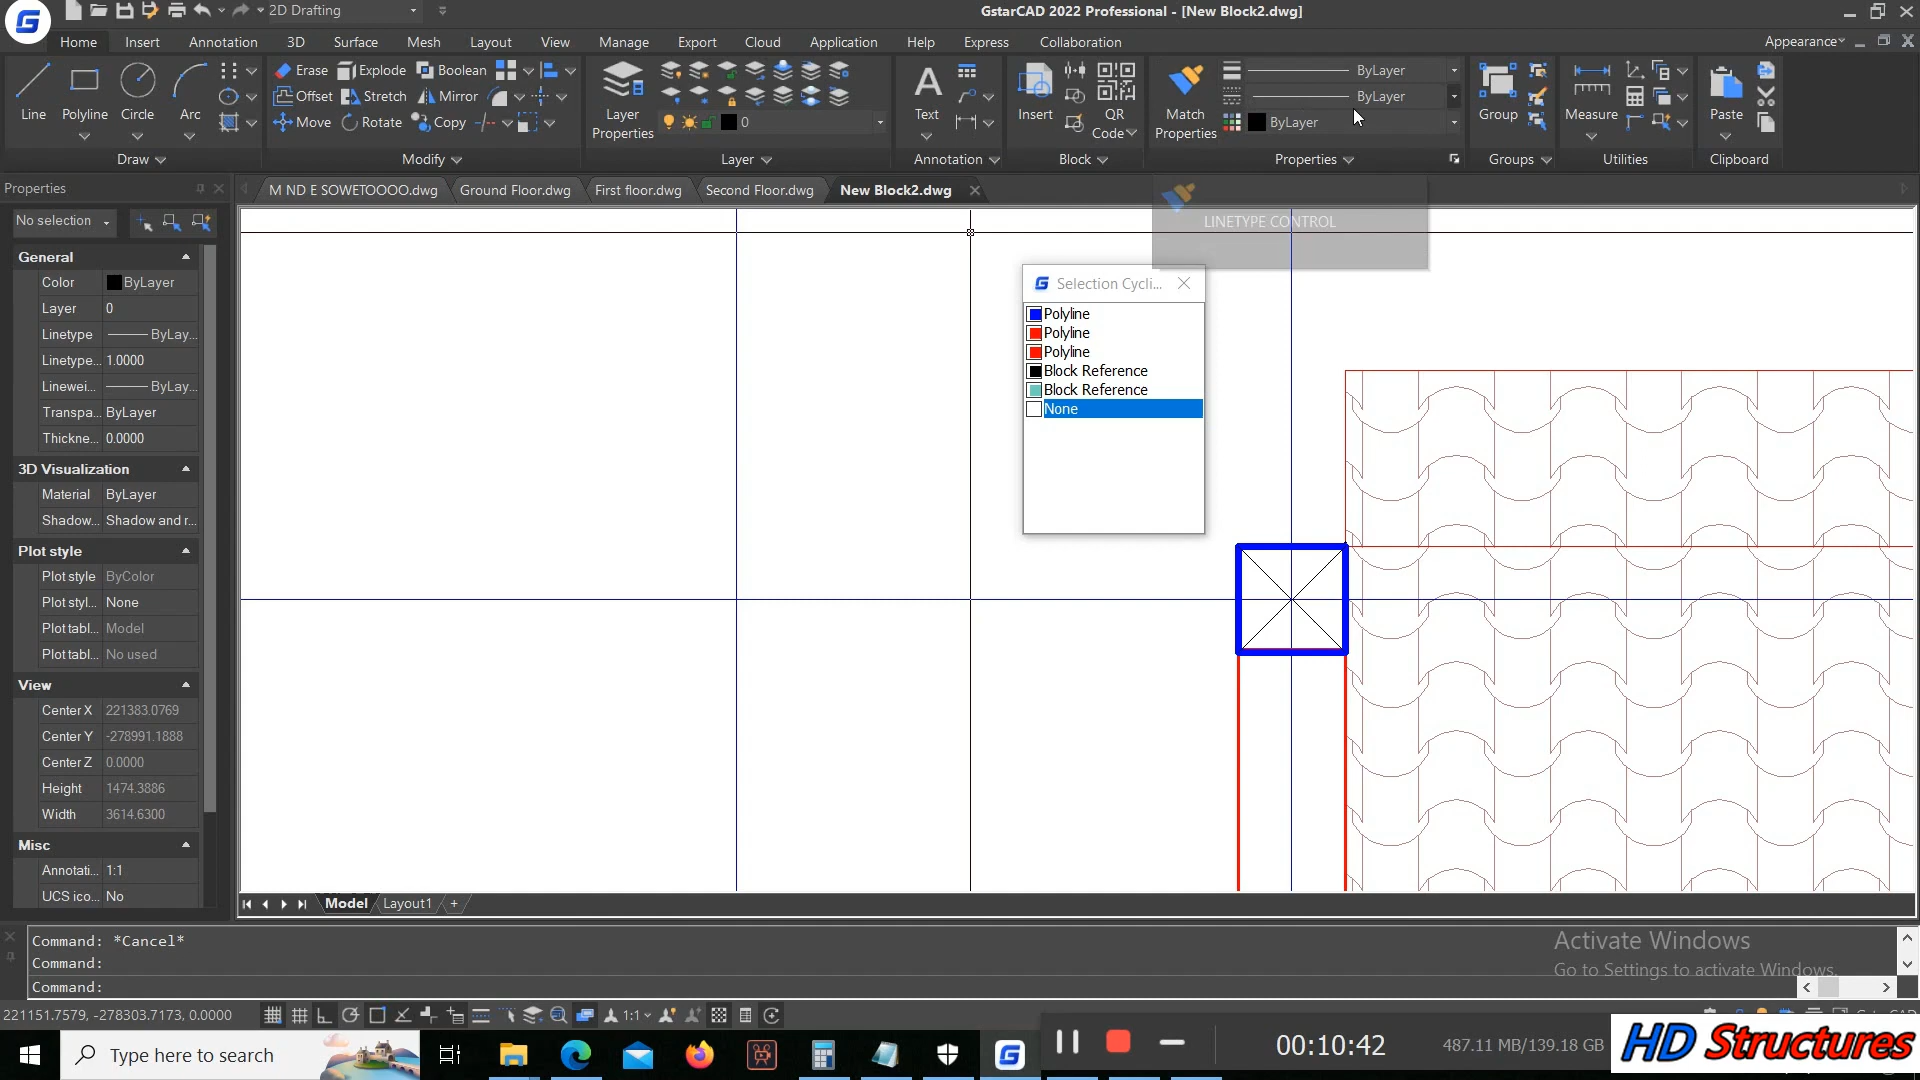 2D Drafting
GstarCAD 2022 Professional - [New Block2.dwg]
Home Insert Annotation 3D Surface Mesh Layout View Manage Export Cloud Application Help Express Collaboration Appearance
Line Polyline Circle Arc
Erase Explode Boolean
Offset Stretch Mirror
Move Rotate Copy
Layer Properties
0
Text
Insert
QR Code
Match Properties
ByLayer
ByLayer
ByLayer
Group
Measure
Paste
Draw Modify Layer Annotation Block Properties Groups Utilities Clipboard
Properties
M ND E SOWETOOOO.dwg Ground Floor.dwg First floor.dwg Second Floor.dwg New Block2.dwg
No selection
LINETYPE CONTROL
General
Color ByLayer
Layer 0
Linetype ByLay...
Linetype... 1.0000
Linewei... ByLay...
Transpa... ByLayer
Thickne... 0.0000
3D Visualization
Material ByLayer
Shadow... Shadow and r...
Plot style
Plot style ByColor
Plot styl... None
Plot tabl... Model
Plot tabl... No used
View
Center X 221383.0769
Center Y -278991.1888
Center Z 0.0000
Height 1474.3886
Width 3614.6300
Misc
Annotati... 1:1
UCS ico... No
Selection Cycli...
Polyline
Polyline
Polyline
Block Reference
Block Reference
None
Model Layout1 +
Command: *Cancel*
Command:
Command:
Activate Windows
Go to Settings to activate Windows.
221151.7579, -278303.7173, 0.0000
1:1
Type here to search
00:10:42
487.11 MB/139.18 GB
HD Structures